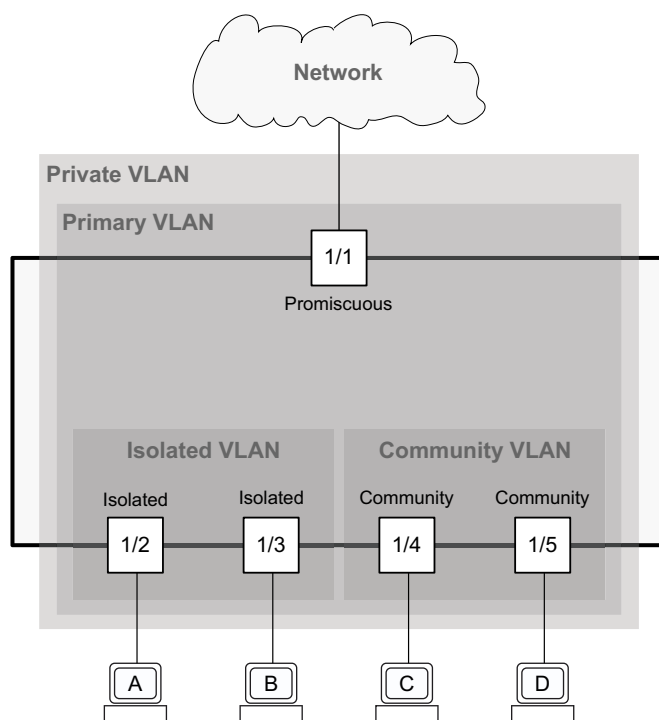 Network
Private VLAN
Primary VLAN
1/1
Promiscuous
Isolated VLAN
Community VLAN
Isolated
Isolated
Community
Community
1/2
1/3
1/4
1/5
A
B
C
D